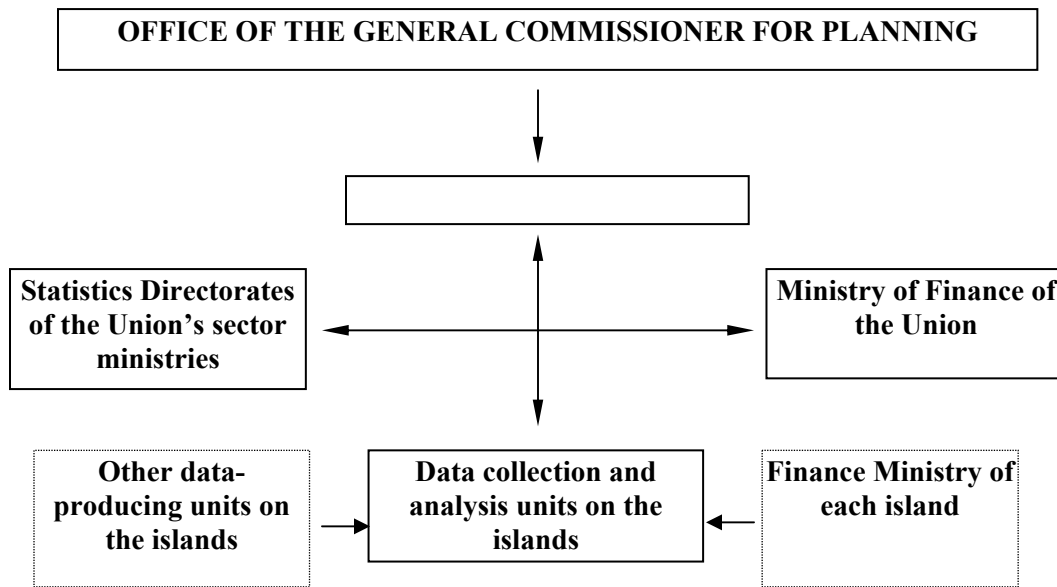 OFFICE OF THE GENERAL COMMISSIONER FOR PLANNING
Statistics Directorates
of the Union’s sector
ministries
Ministry of Finance of
the Union
Other data-
producing units on
the islands
Data collection and
analysis units on the
islands
Finance Ministry of
each island